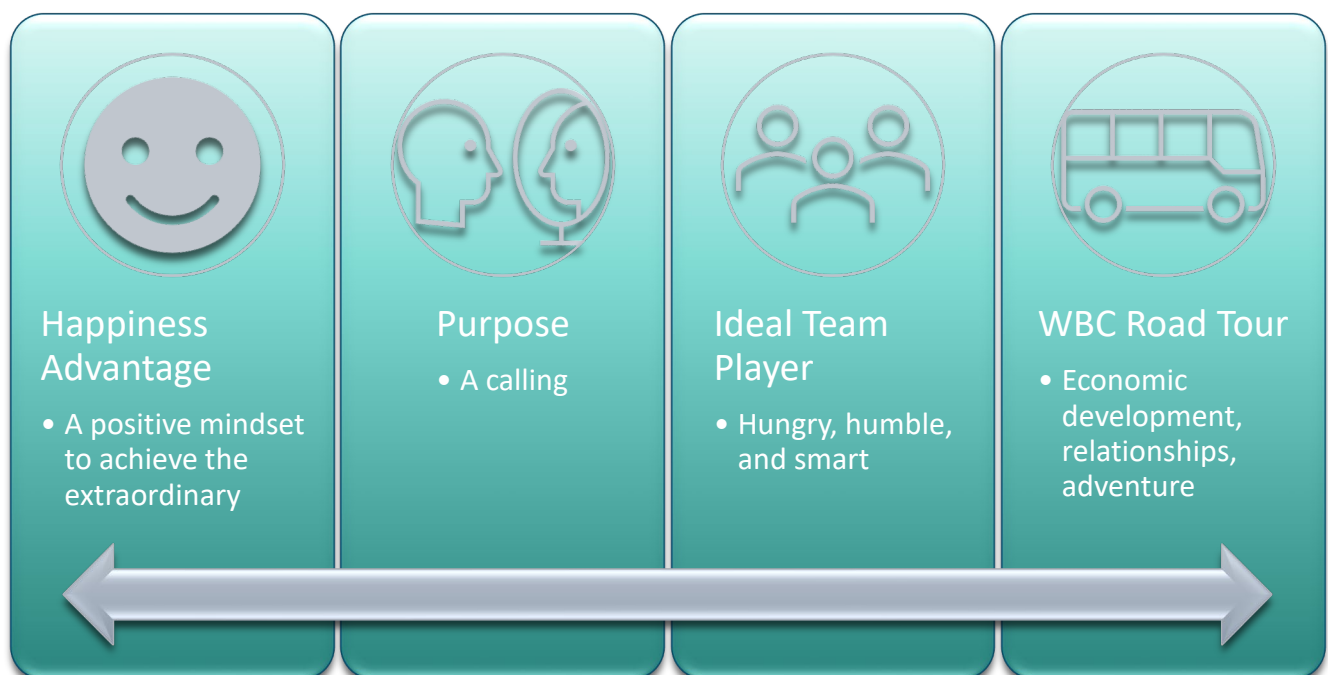 Happiness
Advantage
• A positive mindset
to achieve the
extraordinary
Purpose
• A calling
Ideal Team
Player
• Hungry, humble,
and smart
WBC Road Tour
• Economic
development,
relationships,
adventure